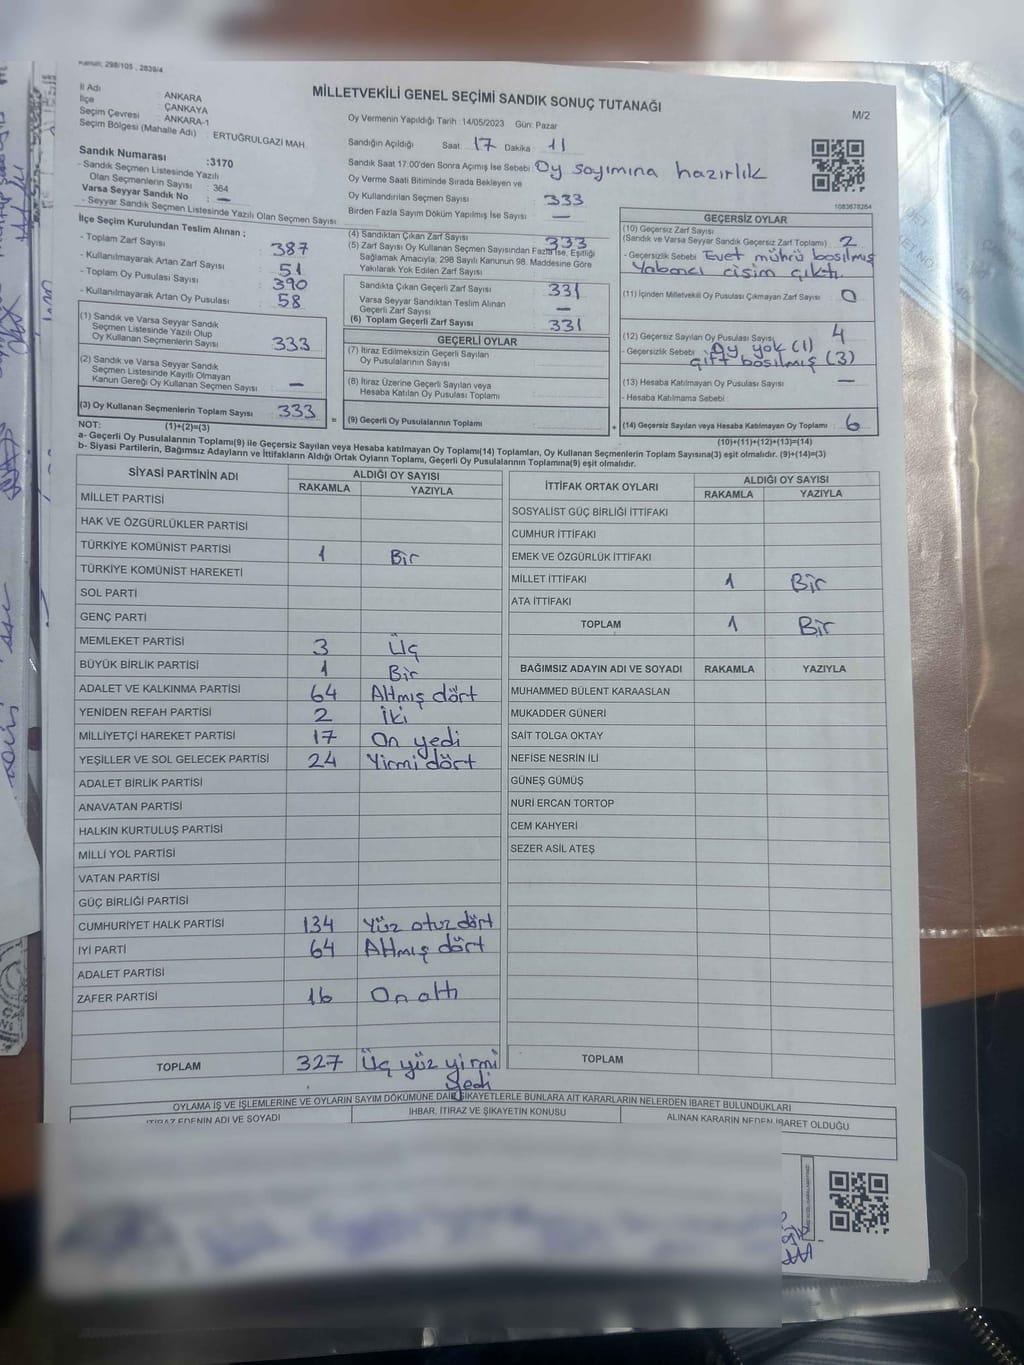 Kanun; 298/105 , 2839/4
MİLLETVEKİLİ GENEL SEÇİMİ SANDIK SONUÇ TUTANAĞI
M/2
İl Adı : ANKARA
İlçe : ÇANKAYA
Seçim Çevresi : ANKARA-1
Seçim Bölgesi (Mahalle Adı) : ERTUĞRULGAZİ MAH.
Oy Vermenin Yapıldığı Tarih :14/05/2023 Gün: Pazar
Sandığın Açıldığı Saat 17 Dakika 11
Sandık Saat 17:00'den Sonra Açımış İse Sebebi Oy sayımına hazırlık
Sandık Numarası :3170
- Sandık Seçmen Listesinde Yazılı
Olan Seçmenlerin Sayısı : 364
Varsa Seyyar Sandık No : —
- Seyyar Sandık Seçmen Listesinde Yazılı Olan Seçmen Sayısı :
Oy Verme Saati Bitiminde Sırada Bekleyen ve
Oy Kullandırılan Seçmen Sayısı 333
Birden Fazla Sayım Döküm Yapılmış İse Sayısı —
1083678264
İlçe Seçim Kurulundan Teslim Alınan ;
- Toplam Zarf Sayısı : 387
- Kullanılmayarak Artan Zarf Sayısı : 51
- Toplam Oy Pusulası Sayısı : 390
- Kullanılmayarak Artan Oy Pusulası : 58
(1) Sandık ve Varsa Seyyar Sandık
Seçmen Listesinde Yazılı Olup
Oy Kullanan Seçmenlerin Sayısı : 333
(2) Sandık ve Varsa Seyyar Sandık
Seçmen Listesinde Kayıtlı Olmayan
Kanun Gereği Oy Kullanan Seçmen Sayısı : —
(3) Oy Kullanan Seçmenlerin Toplam Sayısı : 333
(4) Sandıktan Çıkan Zarf Sayısı 333
(5) Zarf Sayısı Oy Kullanan Seçmen Sayısından Fazla İse, Eşitliği
Sağlamak Amacıyla, 298 Sayılı Kanunun 98. Maddesine Göre
Yakılarak Yok Edilen Zarf Sayısı
Sandıkta Çıkan Geçerli Zarf Sayısı 331
Varsa Seyyar Sandıktan Teslim Alınan
Geçerli Zarf Sayısı —
(6) Toplam Geçerli Zarf Sayısı 331
GEÇERLİ OYLAR
(7) İtiraz Edilmeksizin Geçerli Sayılan
Oy Pusulalarının Sayısı
(8) İtiraz Üzerine Geçerli Sayılan veya
Hesaba Katılan Oy Pusulası Toplamı
= (9) Geçerli Oy Pusulalarının Toplamı
GEÇERSİZ OYLAR
(10) Geçersiz Zarf Sayısı
(Sandık ve Varsa Seyyar Sandık Geçersiz Zarf Toplamı) : 2
- Geçersizlik Sebebi : Evet mührü basılmış
Yabancı cisim çıktı.
(11) İçinden Milletvekili Oy Pusulası Çıkmayan Zarf Sayısı : 0
(12) Geçersiz Sayılan Oy Pusulası Sayısı 4
- Geçersizlik Sebebi Oy yok (1)
Çift basılmış (3)
(13) Hesaba Katılmayan Oy Pusulası Sayısı : —
- Hesaba Katılmama Sebebi
+ (14) Geçersiz Sayılan veya Hesaba Katılmayan Oy Toplamı : 6
NOT: (1)+(2)=(3)
(10)+(11)+(12)+(13)=(14)
a- Geçerli Oy Pusulalarının Toplamı(9) ile Geçersiz Sayılan veya Hesaba katılmayan Oy Toplamı(14) Toplamları, Oy Kullanan Seçmenlerin Toplam Sayısına(3) eşit olmalıdır. (9)+(14)=(3)
b- Siyasi Partilerin, Bağımsız Adayların ve İttifakların Aldığı Ortak Oyların Toplamı, Geçerli Oy Pusulalarının Toplamına(9) eşit olmalıdır.
SİYASİ PARTİNİN ADI ALDIĞI OY SAYISI
RAKAMLA YAZIYLA
MİLLET PARTİSİ
HAK VE ÖZGÜRLÜKLER PARTİSİ
TÜRKİYE KOMÜNİST PARTİSİ 1 Bir
TÜRKİYE KOMÜNİST HAREKETİ
SOL PARTİ
GENÇ PARTİ
MEMLEKET PARTİSİ 3 Üç
BÜYÜK BİRLİK PARTİSİ 1 Bir
ADALET VE KALKINMA PARTİSİ 64 Altmış dört
YENİDEN REFAH PARTİSİ 2 İki
MİLLİYETÇİ HAREKET PARTİSİ 17 On yedi
YEŞİLLER VE SOL GELECEK PARTİSİ 24 Yirmi dört
ADALET BİRLİK PARTİSİ
ANAVATAN PARTİSİ
HALKIN KURTULUŞ PARTİSİ
MİLLİ YOL PARTİSİ
VATAN PARTİSİ
GÜÇ BİRLİĞİ PARTİSİ
CUMHURİYET HALK PARTİSİ 134 Yüz otuz dört
İYİ PARTİ 64 Altmış dört
ADALET PARTİSİ
ZAFER PARTİSİ 16 On altı
TOPLAM 327 Üç yüz yirmi
yedi
İTTİFAK ORTAK OYLARI ALDIĞI OY SAYISI
RAKAMLA YAZIYLA
SOSYALİST GÜÇ BİRLİĞİ İTTİFAKI
CUMHUR İTTİFAKI
EMEK VE ÖZGÜRLÜK İTTİFAKI
MİLLET İTTİFAKI 1 Bir
ATA İTTİFAKI
TOPLAM 1 Bir
BAĞIMSIZ ADAYIN ADI VE SOYADI RAKAMLA YAZIYLA
MUHAMMED BÜLENT KARAASLAN
MUKADDER GÜNERİ
SAİT TOLGA OKTAY
NEFİSE NESRİN İLİ
GÜNEŞ GÜMÜŞ
NURİ ERCAN TORTOP
CEM KAHYERİ
SEZER ASİL ATEŞ
TOPLAM
OYLAMA İŞ VE İŞLEMLERİNE VE OYLARIN SAYIM DÖKÜMÜNE DAİR ŞİKAYETLERLE BUNLARA AİT KARARLARIN NELERDEN İBARET BULUNDUKLARI
İTİRAZ EDENİN ADI VE SOYADI İHBAR, İTİRAZ VE ŞİKAYETİN KONUSU ALINAN KARARIN NEDEN İBARET OLDUĞU